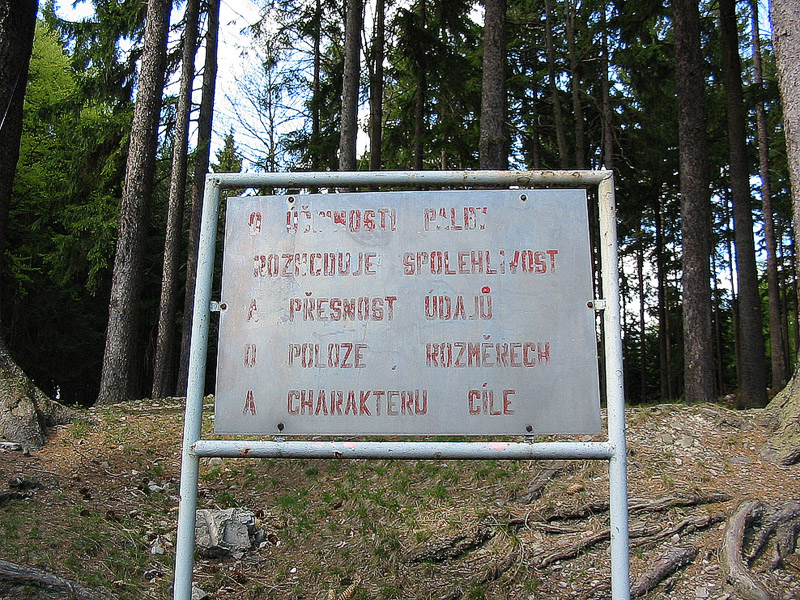 O ÚČINNOSTI PALBY
ROZHODUJE SPOLEHLIVOST
A PŘESNOST ÚDAJŮ
O POLOZE , ROZMĚRECH
A CHARAKTERU CÍLE